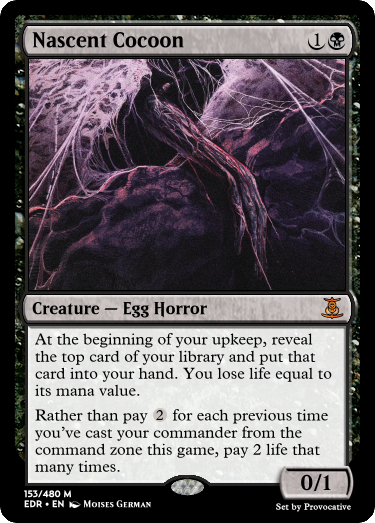 Nascent Cocoon 1
Creature — Egg Horror
At the beginning of your upkeep, reveal
the top card of your library and put that
card into your hand. You lose life equal to
its mana value.
Rather than pay 2 for each previous time
you've cast your commander from the
command zone this game, pay 2 life that
many times.
0/1
153/480 M
EDR • EN Moises German
Set by Provocative